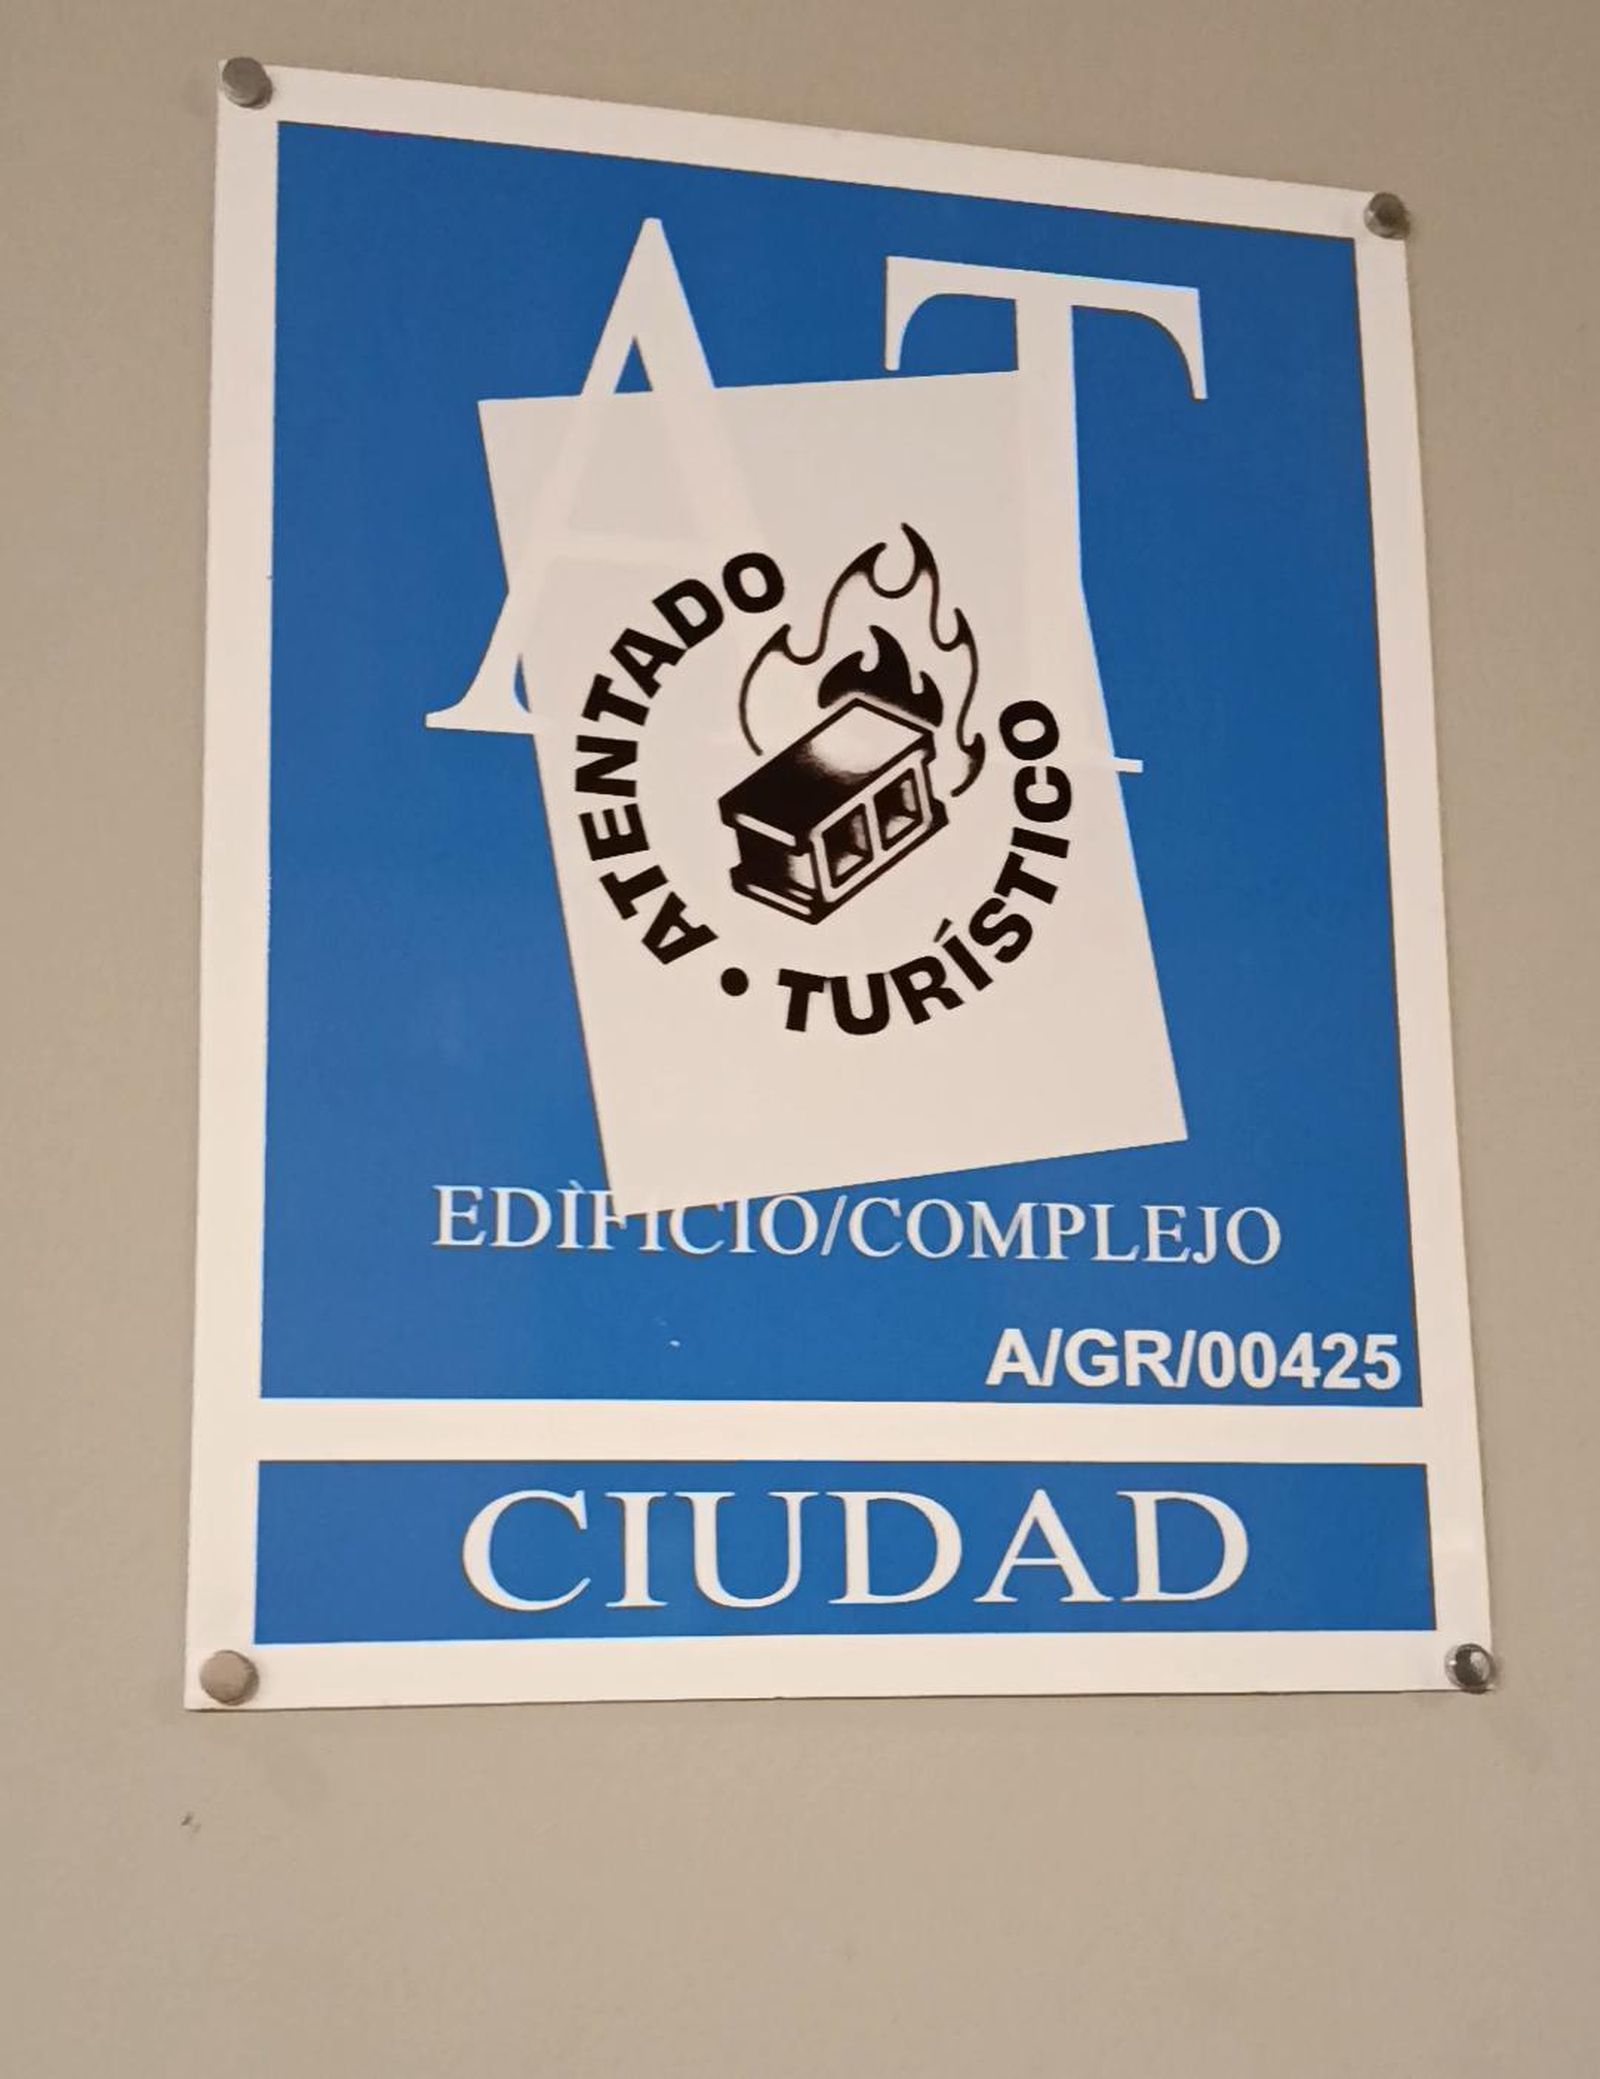 AT
ATENTADO
• TURÍSTICO
EDÌFICIO/COMPLEJO
A/GR/00425
CIUDAD